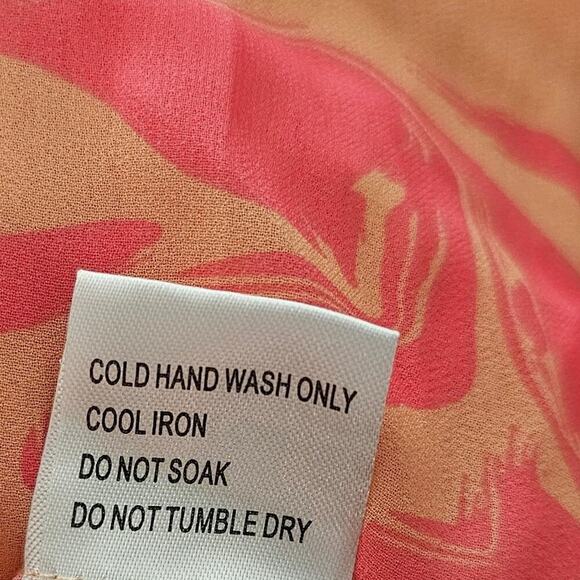 COLD HAND WASH ONLY
COOL IRON
DO NOT SOAK
DO NOT TUMBLE DRY